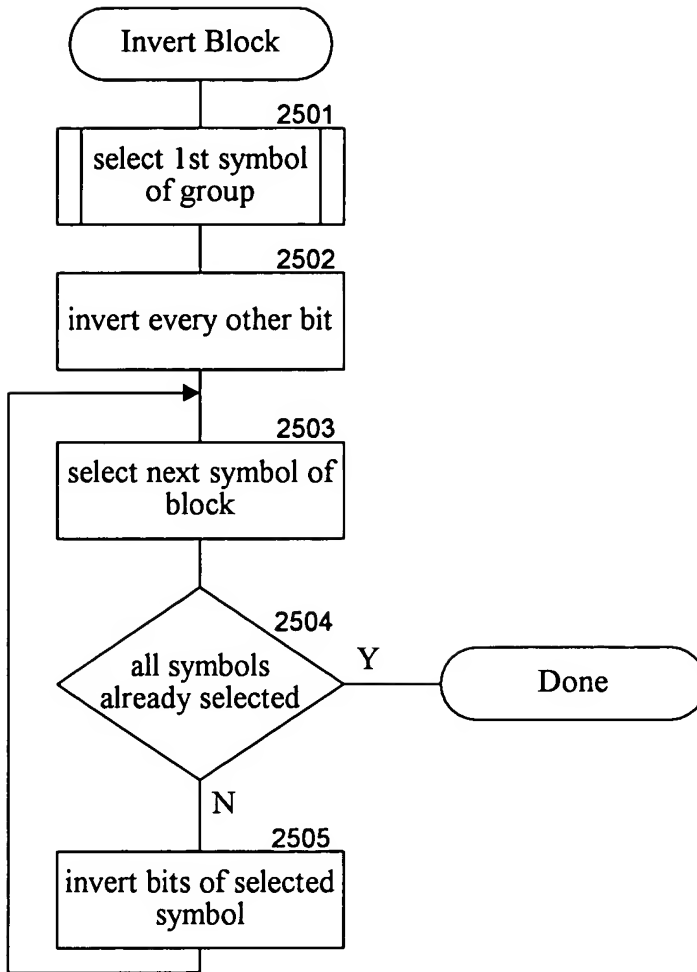 Invert Block
2501
select 1st symbol
of group
2502
invert every other bit
2503
select next symbol of
block
2504
all symbols
already selected
Y
Done
N
2505
invert bits of selected
symbol